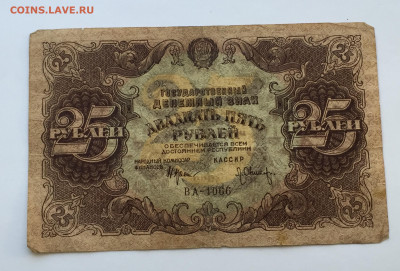 COINS.LAVE.RU
ГОСУДАРСТВЕННЫЙ
ДЕНЕЖНЫЙ ЗНАК
ДВАДЦАТЬ ПЯТЬ
РУБЛЕЙ
25 РУБЛЕЙ
25 РУБЛЕЙ
ОБЕСПЕЧИВАЕТСЯ ВСЕМ
ДОСТОЯНИЕМ РЕСПУБЛИКИ
НАРОДНЫЙ КОМИССАР
ФИНАНСОВ
КАССИР
ВА-1066